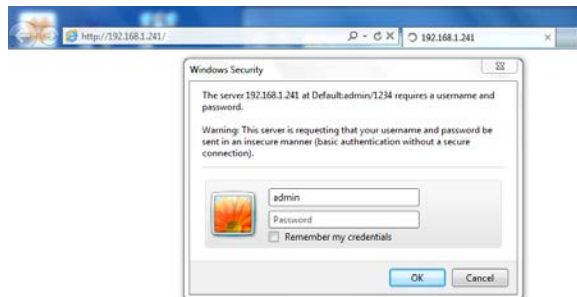 http://192.168.1.241/
192.168.1.241
Windows Security
The server 192.168.1.241 at Default:admin/1234 requires a username and
password.
Warning: This server is requesting that your username and password be
sent in an insecure manner (basic authentication without a secure
connection).
admin
Password
Remember my credentials
OK Cancel